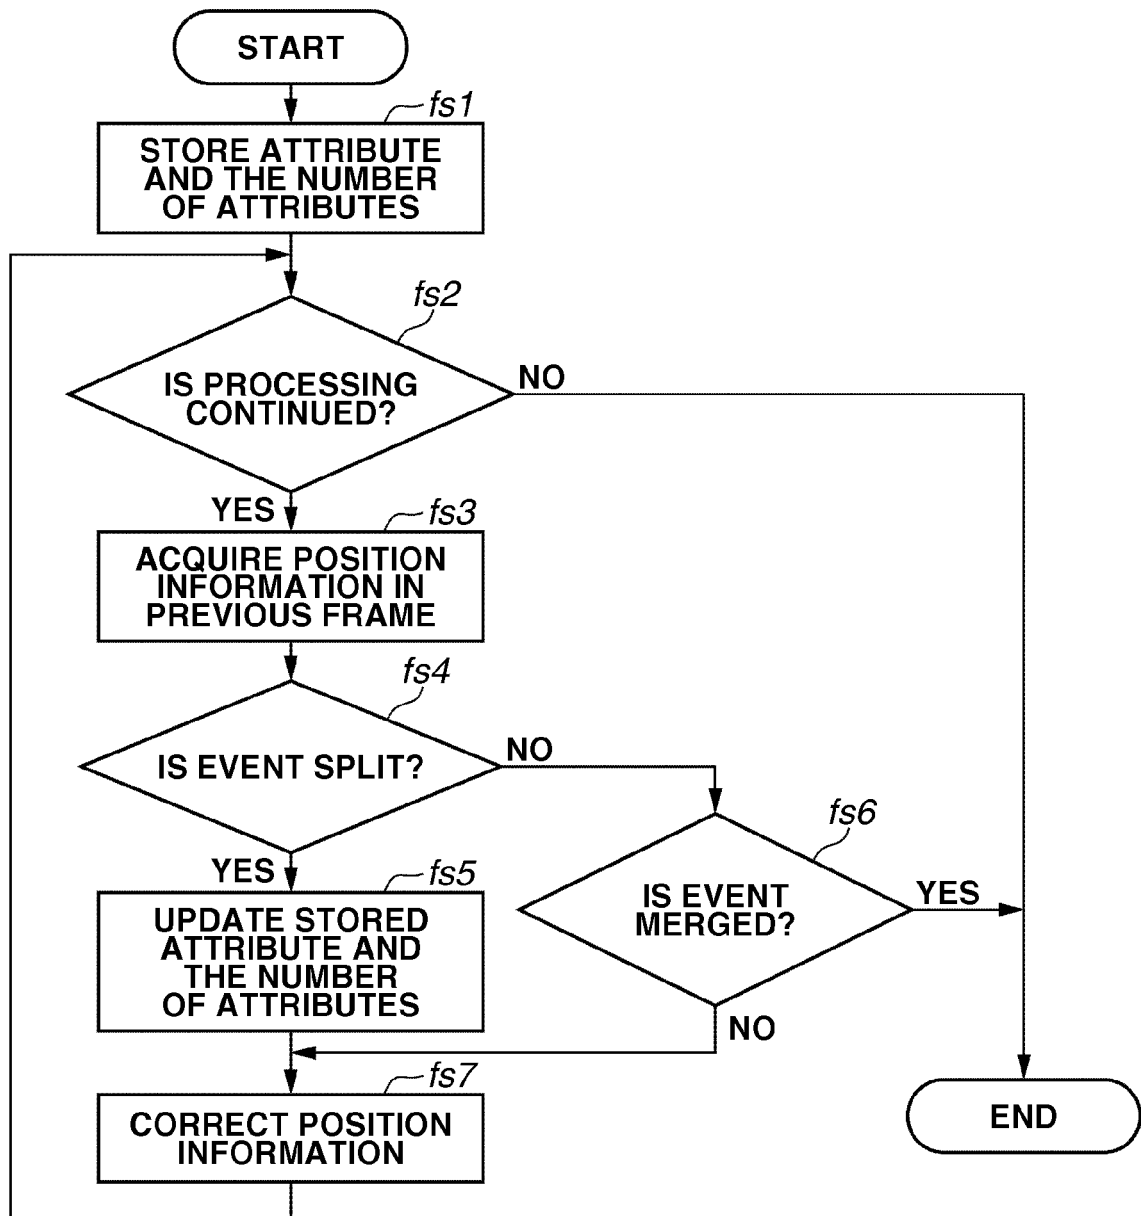 START
fs1
STORE ATTRIBUTE
AND THE NUMBER
OF ATTRIBUTES
fs2
IS PROCESSING
CONTINUED?
NO
YES
fs3
ACQUIRE POSITION
INFORMATION IN
PREVIOUS FRAME
fs4
IS EVENT SPLIT?
NO
fs6
IS EVENT
MERGED?
YES
NO
YES
fs5
UPDATE STORED
ATTRIBUTE AND
THE NUMBER
OF ATTRIBUTES
fs7
CORRECT POSITION
INFORMATION
END